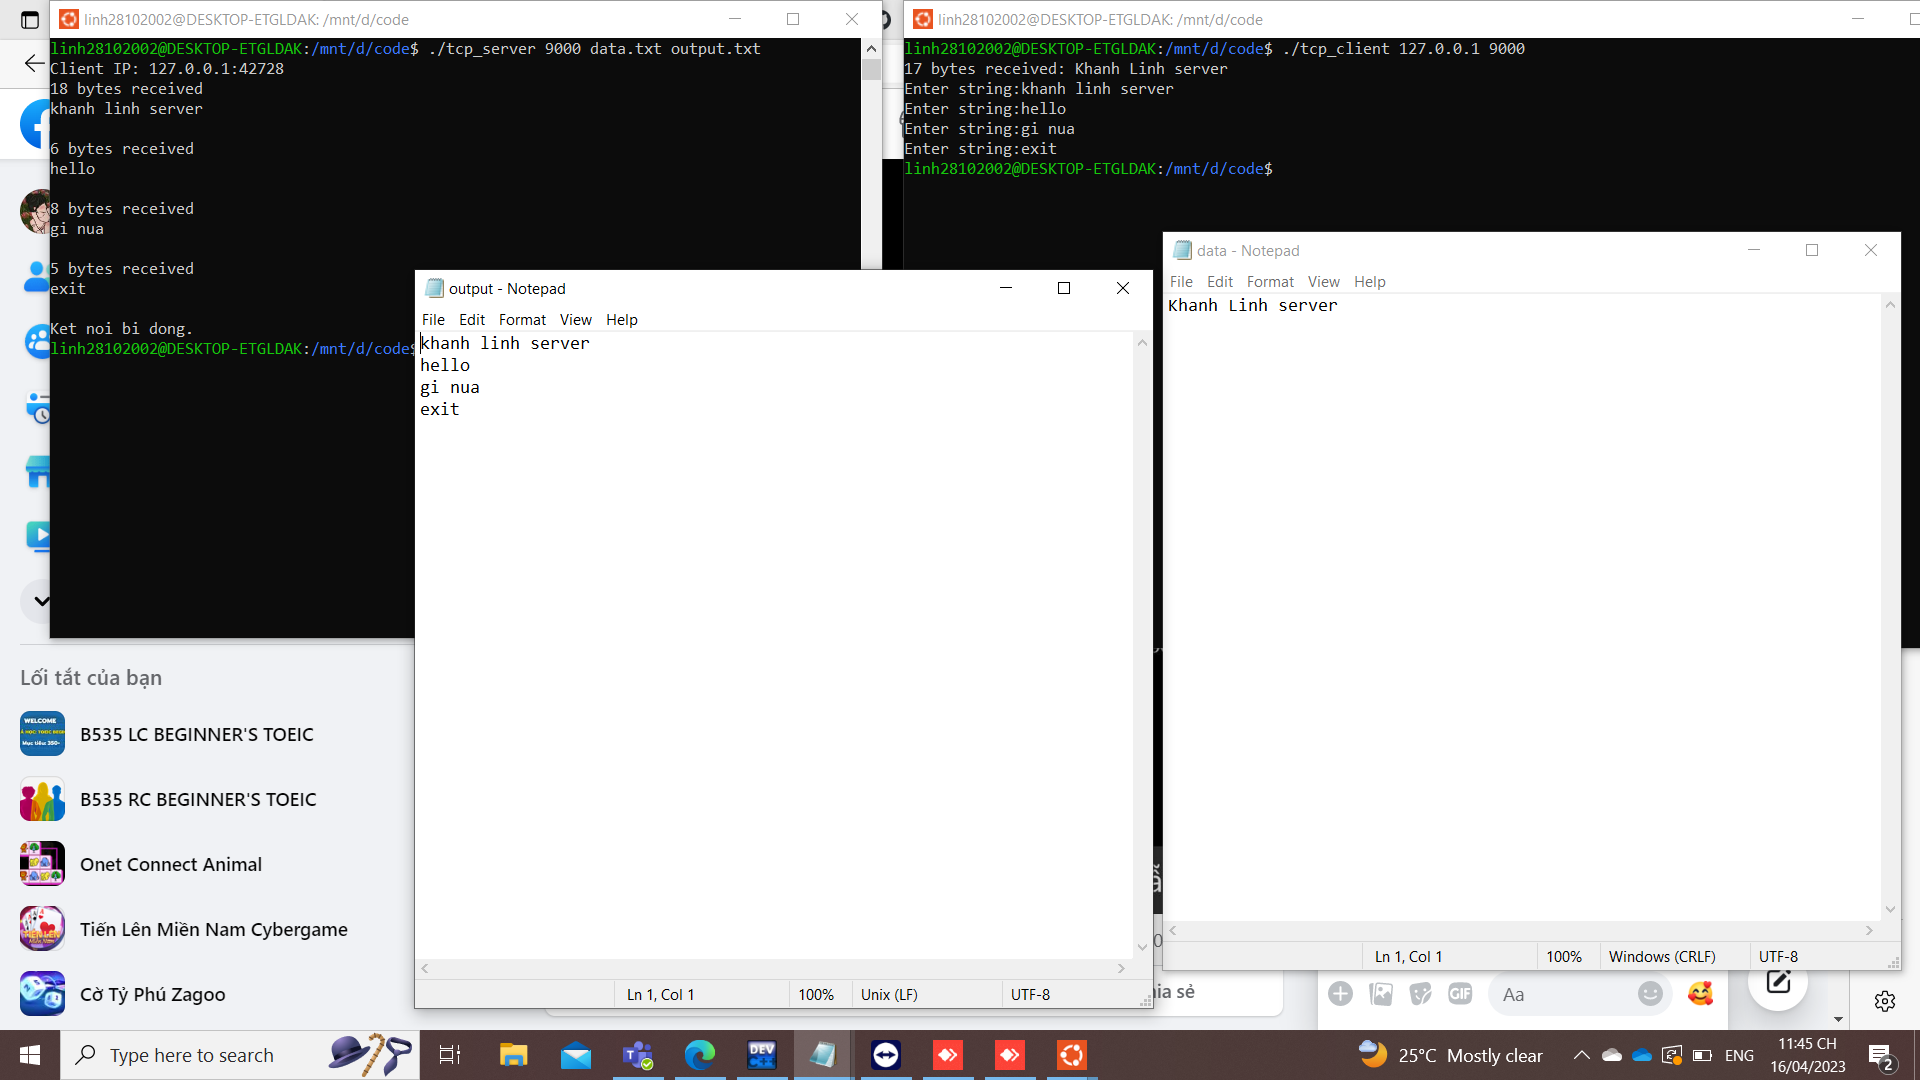 linh28102002@DESKTOP-ETGLDAK: /mnt/d/code
linh28102002@DESKTOP-ETGLDAK:/mnt/d/code$ ./tcp_server 9000 data.txt output.txt
Client IP: 127.0.0.1:42728
18 bytes received
khanh linh server
6 bytes received
hello
8 bytes received
gi nua
5 bytes received
exit
Ket noi bi dong.
linh28102002@DESKTOP-ETGLDAK:/mnt/d/code$
linh28102002@DESKTOP-ETGLDAK: /mnt/d/code
linh28102002@DESKTOP-ETGLDAK:/mnt/d/code$ ./tcp_client 127.0.0.1 9000
17 bytes received: Khanh Linh server
Enter string:khanh linh server
Enter string:hello
Enter string:gi nua
Enter string:exit
linh28102002@DESKTOP-ETGLDAK:/mnt/d/code$
output - Notepad
File Edit Format View Help
khanh linh server
hello
gi nua
exit
Ln 1, Col 1 100% Unix (LF) UTF-8
data - Notepad
File Edit Format View Help
Khanh Linh server
Ln 1, Col 1 100% Windows (CRLF) UTF-8
Lối tắt của bạn
WELCOME
B535 LC BEGINNER'S TOEIC
B535 RC BEGINNER'S TOEIC
Onet Connect Animal
Tiến Lên Miền Nam Cybergame
Cờ Tỷ Phú Zagoo
sẻ
GIF
Aa
Type here to search
DEV
25°C Mostly clear
ENG
11:45 CH
16/04/2023
2